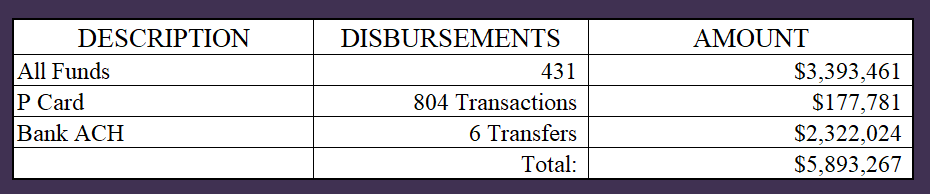 DESCRIPTION DISBURSEMENTS AMOUNT
All Funds 431 $3,393,461
P Card 804 Transactions $177,781
Bank ACH 6 Transfers $2,322,024
Total: $5,893,267